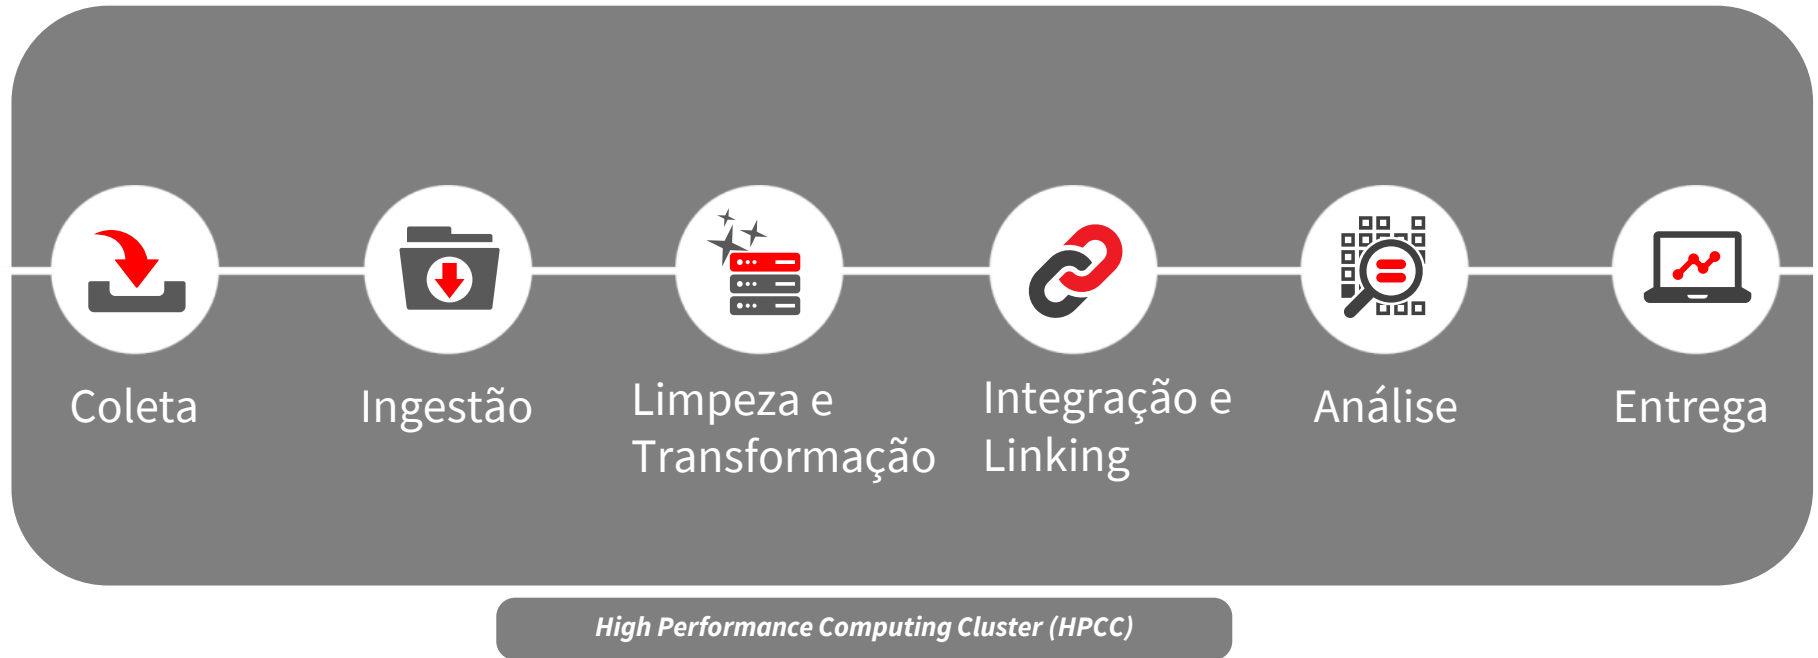 Coleta
Ingestão
Limpeza e
Transformação
Integração e
Linking
Análise
Entrega
High Performance Computing Cluster (HPCC)